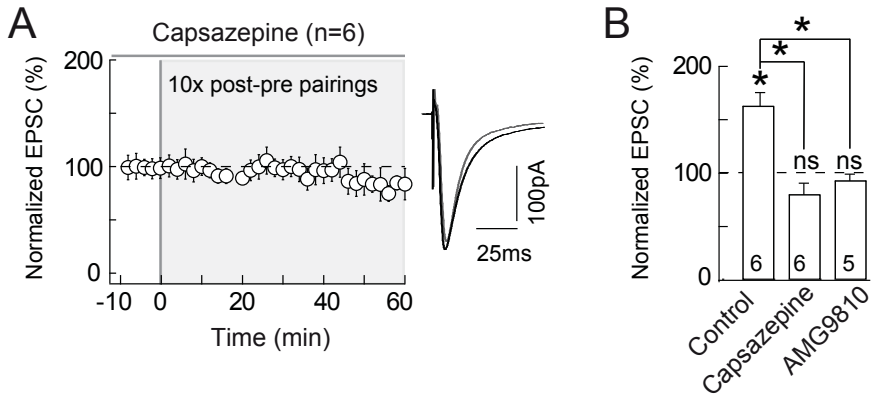 A
Capsazepine (n=6)
Normalized EPSC (%)
200
100
0
10x post-pre pairings
-10 0 20 40 60
Time (min)
100pA
25ms
B
Normalized EPSC (%)
200
100
0
*
*
*
ns
ns
6
6
5
Control
Capsazepine
AMG9810